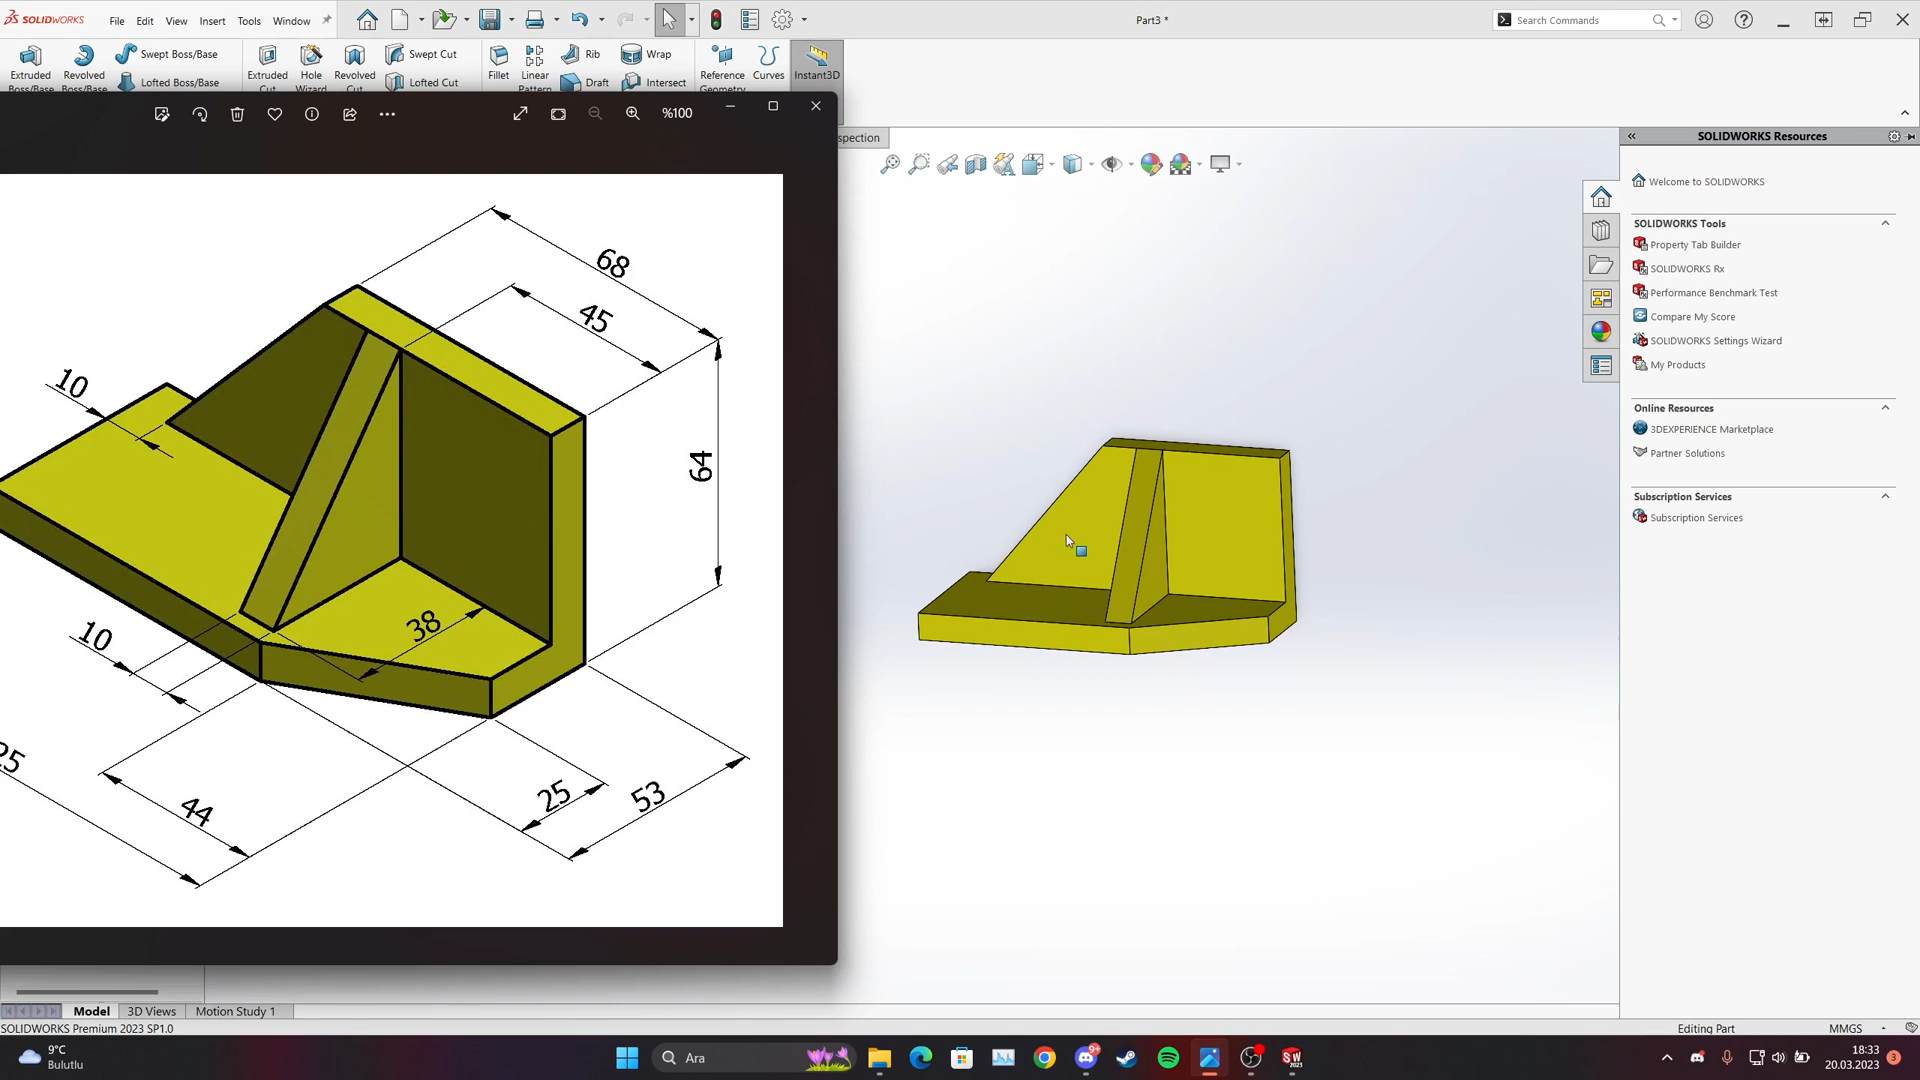 SOLIDWORKS File Edit View Insert Tools Window
Part3 *
Search Commands
Extruded Boss/Base
Revolved Boss/Base
Swept Boss/Base
Lofted Boss/Base
Extruded Cut
Hole Wizard
Revolved Cut
Swept Cut
Lofted Cut
Fillet
Linear Pattern
Rib
Draft
Wrap
Intersect
Reference Geometry
Curves
Instant3D
%100
spection
68
45
10
64
38
10
25
44
25
53
SOLIDWORKS Resources
Welcome to SOLIDWORKS
SOLIDWORKS Tools
Property Tab Builder
SOLIDWORKS Rx
Performance Benchmark Test
Compare My Score
SOLIDWORKS Settings Wizard
My Products
Online Resources
3DEXPERIENCE Marketplace
Partner Solutions
Subscription Services
Subscription Services
Model 3D Views Motion Study 1
SOLIDWORKS Premium 2023 SP1.0
Editing Part
MMGS
9°C
Bulutlu
Ara
9+
SW
2023
18:33
20.03.2023
3